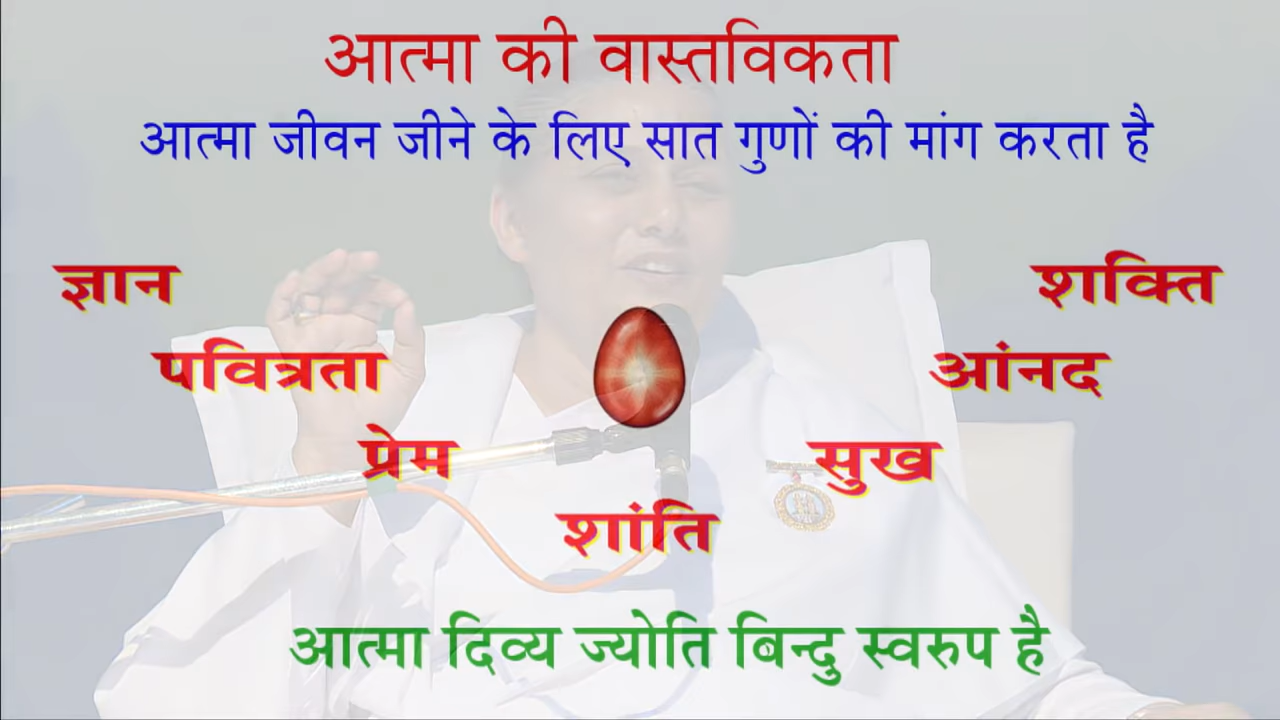 आत्मा की वास्तविकता
आत्मा जीवन जीने के लिए सात गुणों की मांग करता है
ज्ञान
शक्ति
पवित्रता
आंनद
प्रेम
सुख
शांति
आत्मा दिव्य ज्योति बिन्दु स्वरुप है